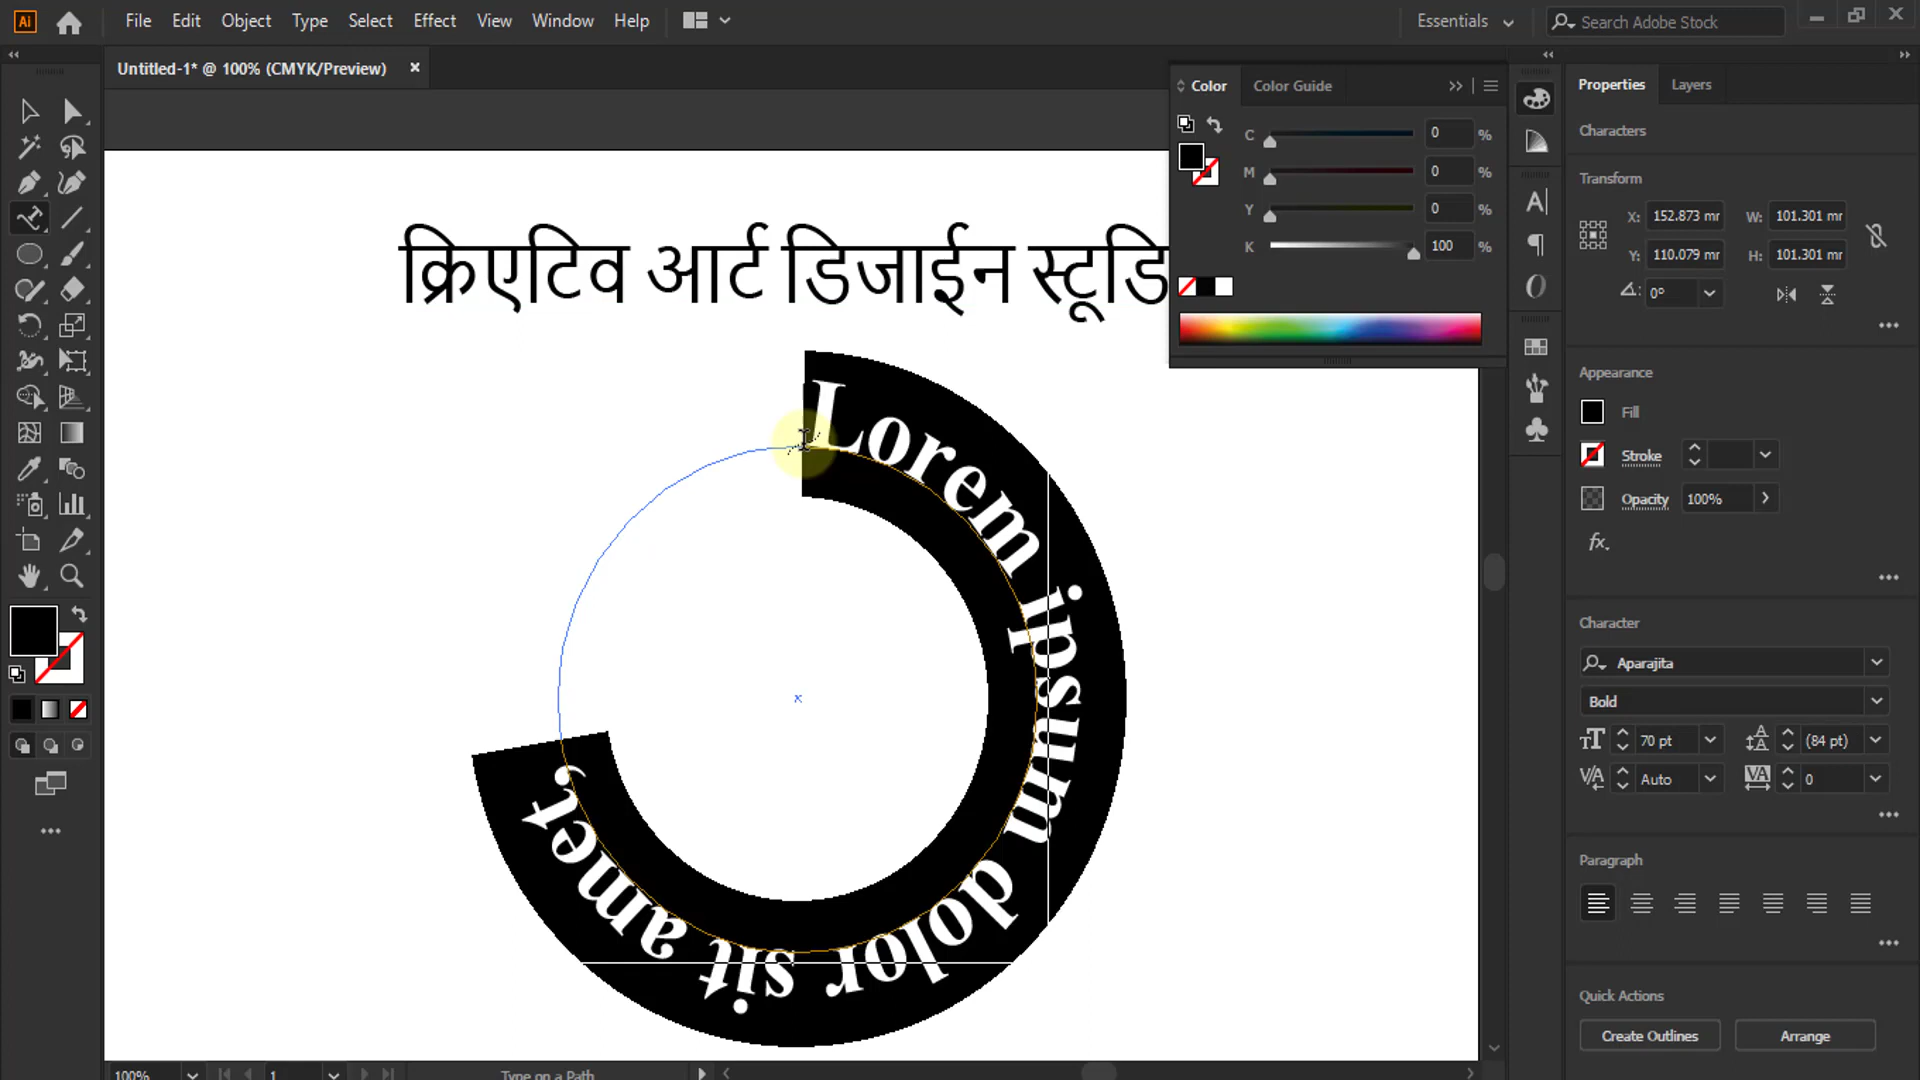 Ai
File Edit Object Type Select Effect View Window Help
Essentials
Search Adobe Stock
Untitled-1* @ 100% (CMYK/Preview) ×
Color Color Guide
C 0 %
M 0 %
Y 0 %
K 100 %
Properties Layers
Characters
Transform
X: 152.873 mr W: 101.301 mr
Y: 110.079 mr H: 101.301 mr
0°
Appearance
Fill
Stroke
Opacity 100%
fx.
Character
Aparajita
Bold
70 pt (84 pt)
Auto 0
Paragraph
Quick Actions
Create Outlines Arrange
क्रिएटिव आर्ट डिजाईन स्टूडि
Lorem ipsum dolor sit amet,
100% 1 Type on a Path